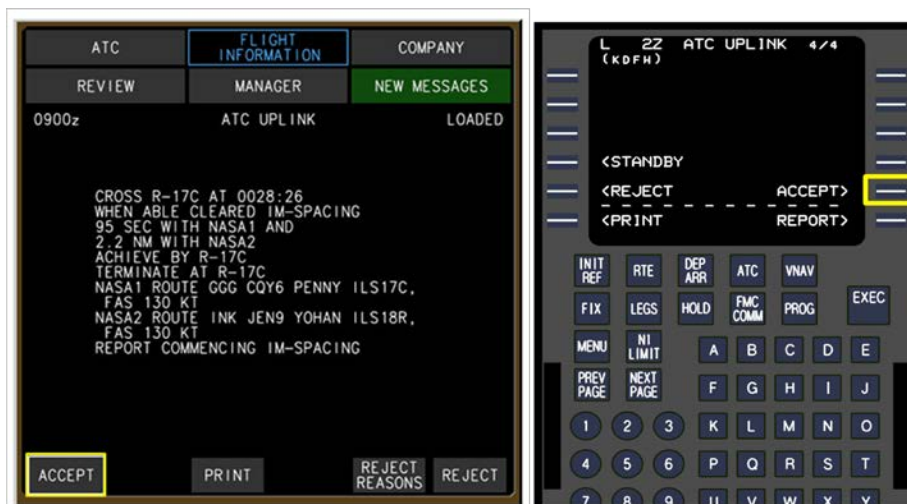 ATC
FLIGHT
INFORMATION
COMPANY
REVIEW
MANAGER
NEW MESSAGES
0900z
ATC UPLINK
LOADED
CROSS R-17C AT 0028:26
WHEN ABLE CLEARED IM-SPACING
95 SEC WITH NASA1 AND
2.2 NM WITH NASA2
ACHIEVE BY R-17C
TERMINATE AT R-17C
NASA1 ROUTE GGG CQY6 PENNY ILS17C,
FAS 130 KT
NASA2 ROUTE INK JEN9 YOHAN ILS18R,
FAS 130 KT
REPORT COMMENCING IM-SPACING
ACCEPT
PRINT
REJECT
REASONS
REJECT
L 2Z ATC UPLINK 4/4
(KDFH)
<STANDBY
<REJECT ACCEPT>
<PRINT REPORT>
INIT
REF
RTE
DEP
ARR
ATC
VNAV
FIX
LEGS
HOLD
FMC
COMM
PROG
EXEC
MENU
N1
LIMIT
A B C D E
PREV
PAGE
NEXT
PAGE
F G H I J
1 2 3 K L M N O
4 5 6 P Q R S T
7 8 9 U V W X Y